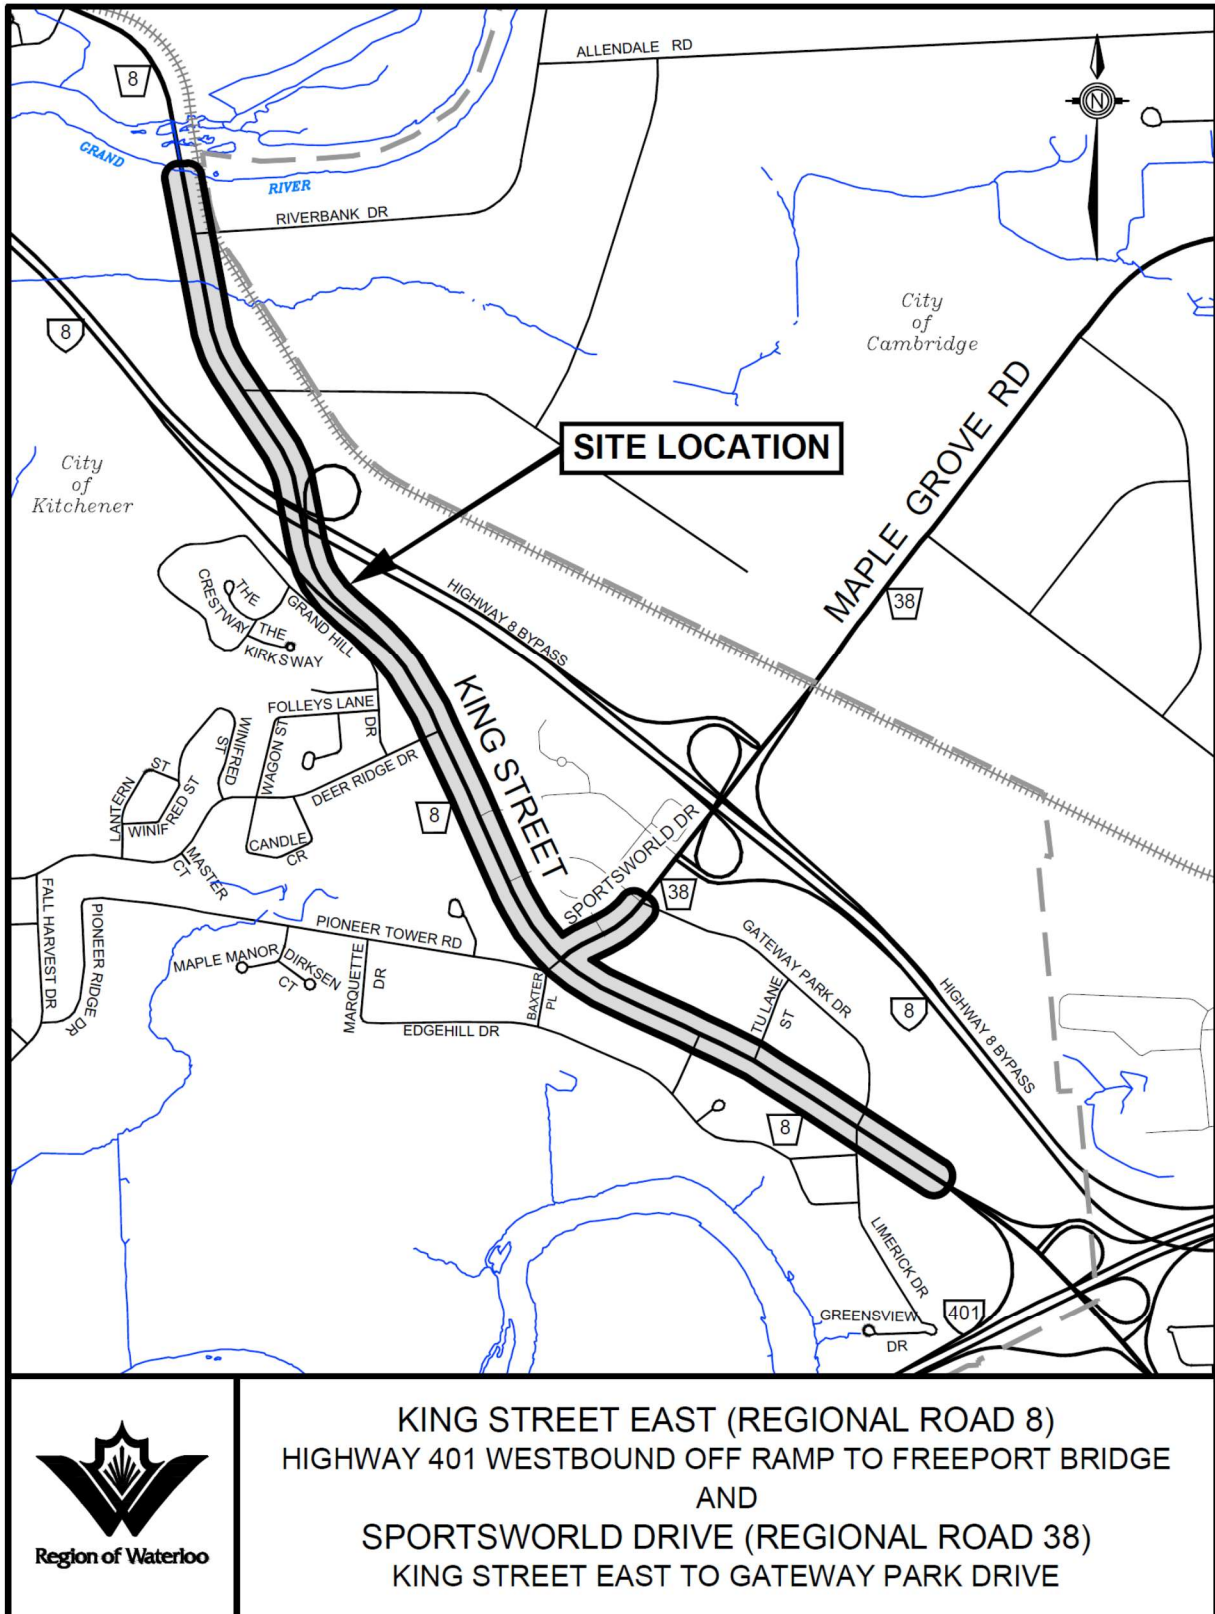 ALLENDALE RD
8
N
GRAND
RIVER
RIVERBANK DR
8
City
of
Cambridge
City
of
Kitchener
SITE LOCATION
MAPLE GROVE RD
38
HIGHWAY 8 BYPASS
THE
CRESTWAY
THE
KIRKSWAY
GRAND HILL
DR
KING STREET
FOLLEYS LANE
WINIFRED
ST
WAGON ST
DEER RIDGE DR
LANTERN
ST
WINIF
RED ST
8
CANDLE
CR
MASTER
CT
SPORTSWORLD DR
38
FALL HARVEST DR
PIONEER RIDGE DR
PIONEER TOWER RD
MAPLE MANOR
DIRKSEN
CT
MARQUETTE
DR
BAXTER
PL
EDGEHILL DR
GATEWAY PARK DR
TU LANE
ST
8
HIGHWAY 8 BYPASS
8
LIMERICK DR
GREENSVIEW
DR
401
Region of Waterloo
KING STREET EAST (REGIONAL ROAD 8)
HIGHWAY 401 WESTBOUND OFF RAMP TO FREEPORT BRIDGE
AND
SPORTSWORLD DRIVE (REGIONAL ROAD 38)
KING STREET EAST TO GATEWAY PARK DRIVE